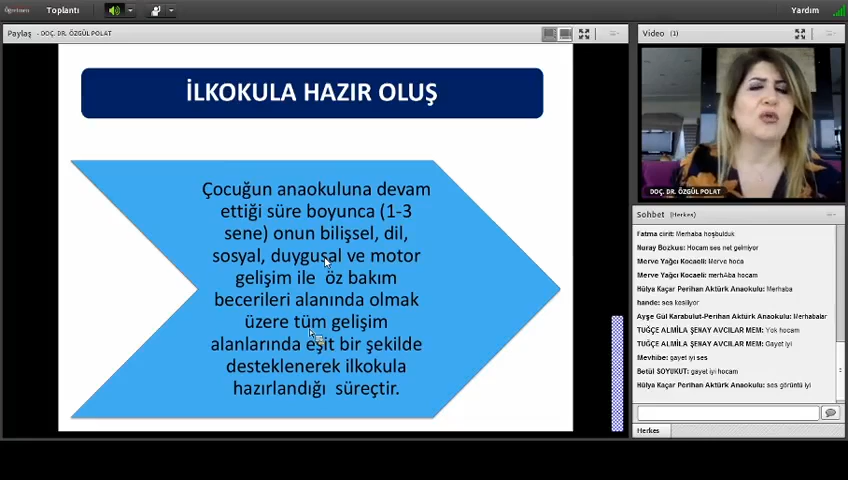 öğretmen Toplantı Yardım
Paylaş - DOÇ. DR. ÖZGÜL POLAT
İLKOKULA HAZIR OLUŞ
Çocuğun anaokuluna devam
ettiği süre boyunca (1-3
sene) onun bilişsel, dil,
sosyal, duygusal ve motor
gelişim ile öz bakım
becerileri alanında olmak
üzere tüm gelişim
alanlarında eşit bir şekilde
desteklenerek ilkokula
hazırlandığı süreçtir.
Video (1)
DOÇ. DR. ÖZGÜL POLAT
Sohbet (Herkes)
Fatma cirit: Merhaba hoşbulduk
Nuray Bozkus: Hocam ses net gelmiyor
Merve Yağcı Kocaeli: Merve hoca
Merve Yağcı Kocaeli: merhAba hocam
Hülya Kaçar Perihan Aktürk Anaokulu: Merhaba
hande: ses kesliyor
Ayşe Gül Karabulut-Perihan Aktürk: Merhabalar
TUĞÇE ALMİLA ŞENAY AVCILAR MEM: Yok hocam
TUĞÇE ALMİLA ŞENAY AVCILAR MEM: Gayet iyi
Mevhibe: gayet iyi ses
Betül SOYUKUT: gayet iyi hocam
Hülya Kaçar Perihan Aktürk Anaokulu: ses görüntü iyi
Herkes